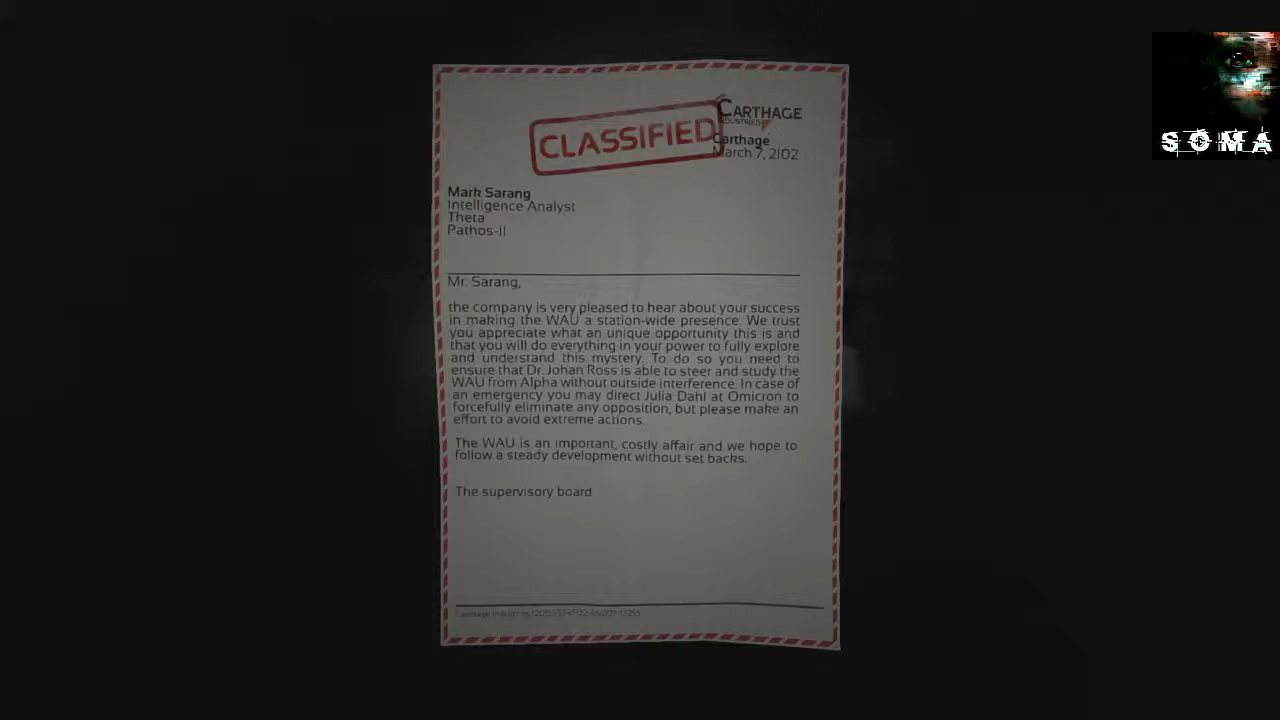 SOMA
CLASSIFIED
CARTHAGE
Carthage
March 7, 2102
Mark Sarang
Intelligence Analyst
Theta
Pathos-II
Mr. Sarang,
the company is very pleased to hear about your success
in making the WAU a station-wide presence. We trust
you appreciate what an unique opportunity this is and
that you will do everything in your power to fully explore
and understand this mystery. To do so you need to
ensure that Dr. Johan Ross is able to steer and study the
WAU from Alpha without outside interference. In case of
an emergency you may direct Julia Dahl at Omicron to
forcefully eliminate any opposition, but please make an
effort to avoid extreme actions.
The WAU is an important, costly affair and we hope to
follow a steady development without set backs.
The supervisory board
Carthage Industries